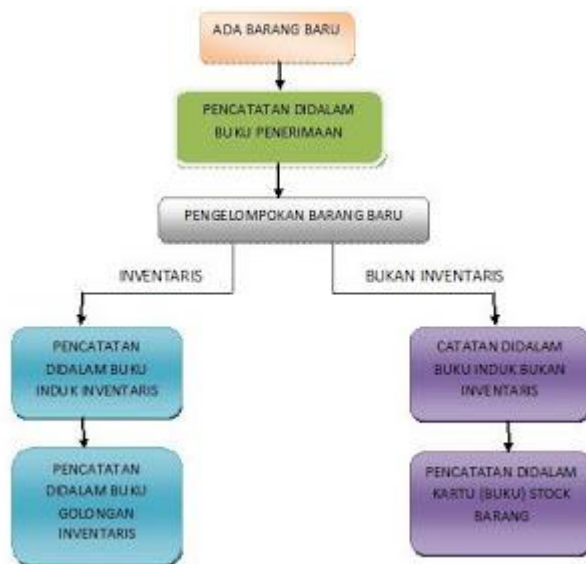 ADA BARANG BARU
PENCATATAN DIDALAM
BUKU PENERIMAAN
PENGELOMPOKAN BARANG BARU
INVENTARIS
BUKAN INVENTARIS
PENCATATAN
DIDALAM BUKU
INDUK INVENTARIS
CATATAN DIDALAM
BUKU INDUK BUKAN
INVENTARIS
PENCATATAN
DIDALAM BUKU
GOLONGAN
INVENTARIS
PENCATATAN DIDALAM
KARTU (BUKU) STOCK
BARANG